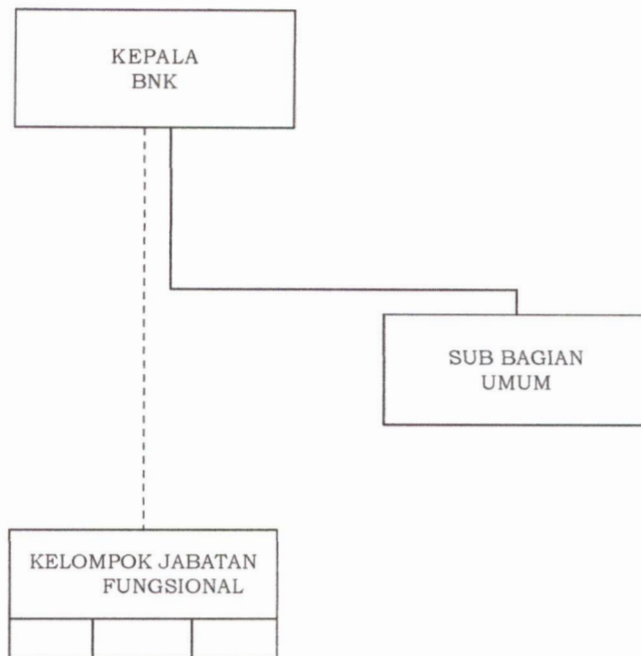 KEPALA
BNK
SUB BAGIAN
UMUM
KELOMPOK JABATAN
FUNGSIONAL